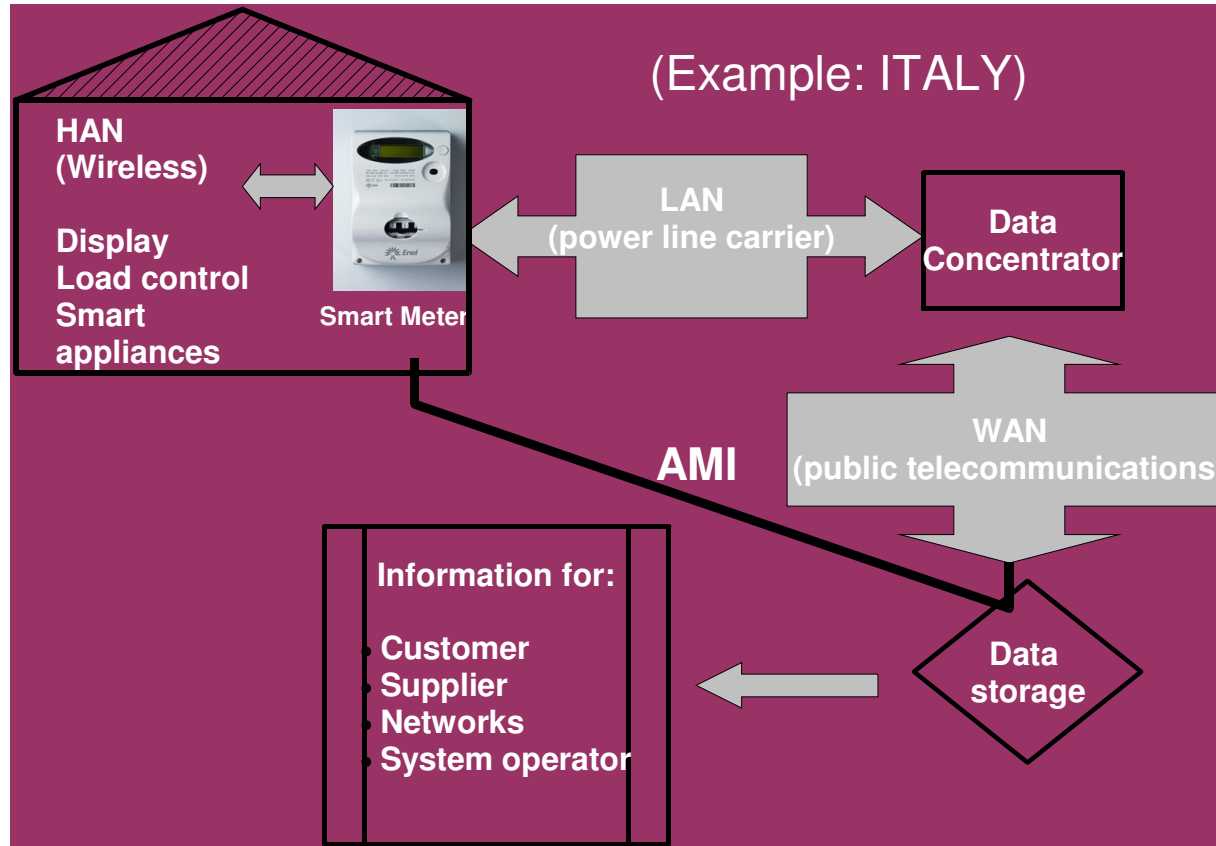 (Example: ITALY)
HAN
(Wireless)
Display
Load control
Smart
appliances
Enel
Smart Meter
LAN
(power line carrier)
Data
Concentrator
WAN
(public telecommunications
AMI
Information for:
• Customer
• Supplier
• Networks
• System operator
Data
storage